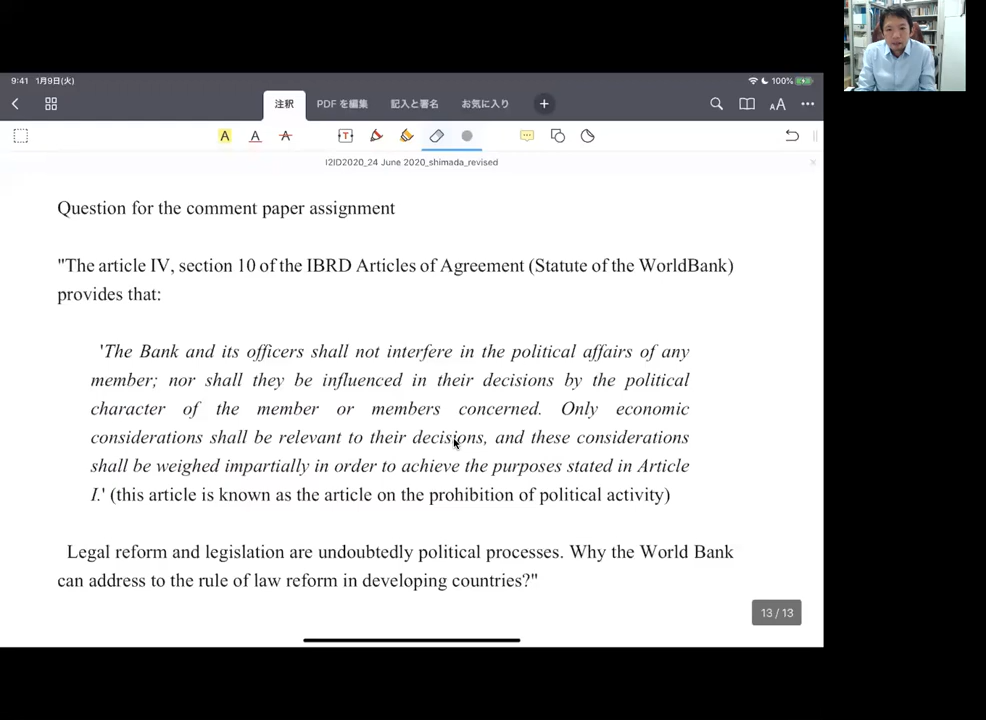 9:41 1月9日(火)
100%
注釈 PDF を編集 記入と署名 お気に入り
A A A T AA
I2ID2020_24 June 2020_shimada_revised
Question for the comment paper assignment
"The article IV, section 10 of the IBRD Articles of Agreement (Statute of the WorldBank)
provides that:
'The Bank and its officers shall not interfere in the political affairs of any
member; nor shall they be influenced in their decisions by the political
character of the member or members concerned. Only economic
considerations shall be relevant to their decisions, and these considerations
shall be weighed impartially in order to achieve the purposes stated in Article
I.' (this article is known as the article on the prohibition of political activity)
Legal reform and legislation are undoubtedly political processes. Why the World Bank
can address to the rule of law reform in developing countries?"
13 / 13